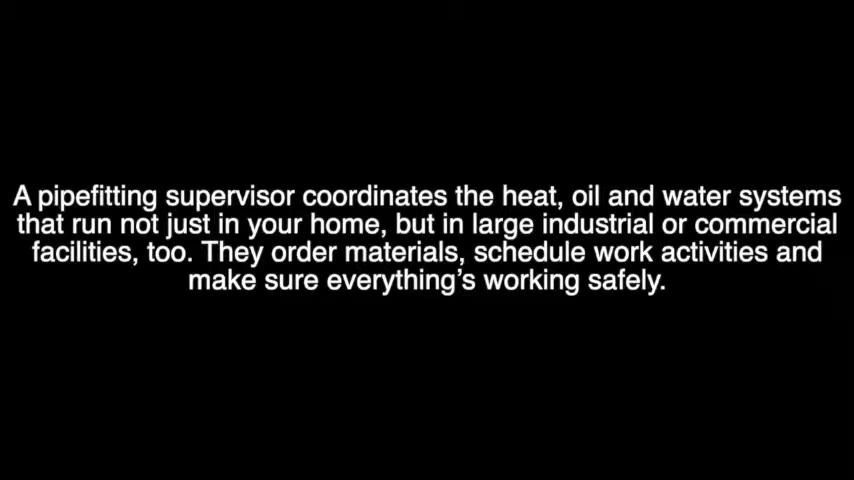 A pipefitting supervisor coordinates the heat, oil and water systems
that run not just in your home, but in large industrial or commercial
facilities, too. They order materials, schedule work activities and
make sure everything’s working safely.